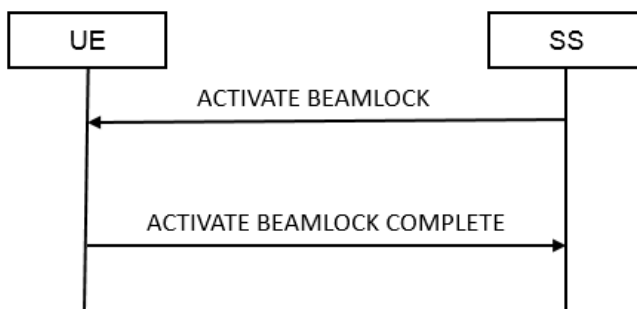 UE
SS
ACTIVATE BEAMLOCK
ACTIVATE BEAMLOCK COMPLETE